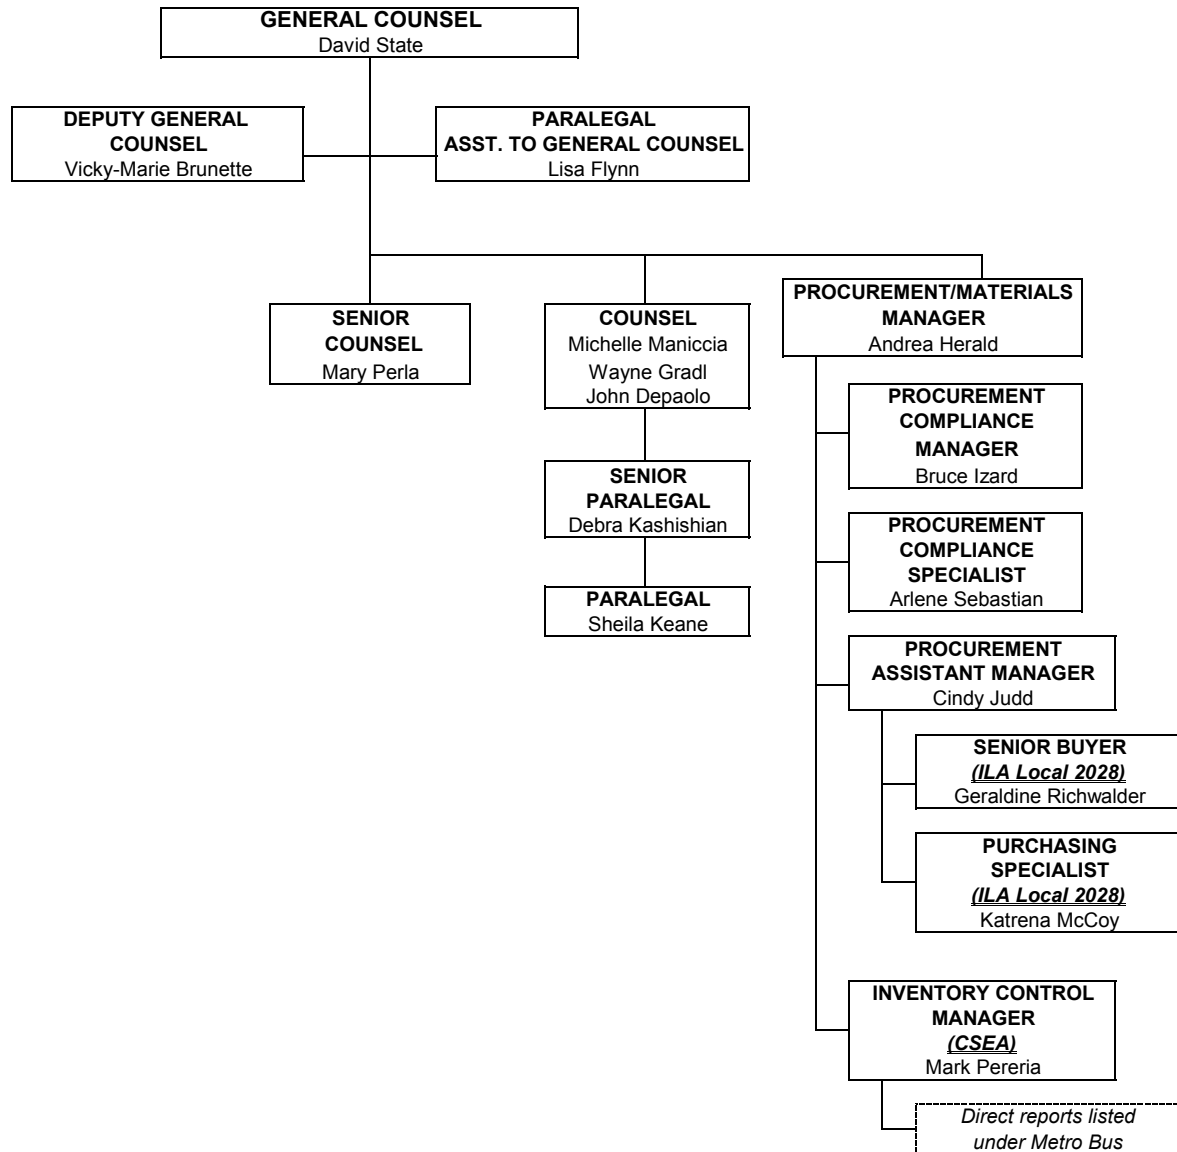 GENERAL COUNSEL
David State
DEPUTY GENERAL
COUNSEL
Vicky-Marie Brunette
PARALEGAL
ASST. TO GENERAL COUNSEL
Lisa Flynn
SENIOR
COUNSEL
Mary Perla
COUNSEL
Michelle Maniccia
Wayne Gradl
John Depaolo
SENIOR
PARALEGAL
Debra Kashishian
PARALEGAL
Sheila Keane
PROCUREMENT/MATERIALS
MANAGER
Andrea Herald
PROCUREMENT
COMPLIANCE
MANAGER
Bruce Izard
PROCUREMENT
COMPLIANCE
SPECIALIST
Arlene Sebastian
PROCUREMENT
ASSISTANT MANAGER
Cindy Judd
SENIOR BUYER
(ILA Local 2028)
Geraldine Richwalder
PURCHASING
SPECIALIST
(ILA Local 2028)
Katrena McCoy
INVENTORY CONTROL
MANAGER
(CSEA)
Mark Pereria
Direct reports listed
under Metro Bus